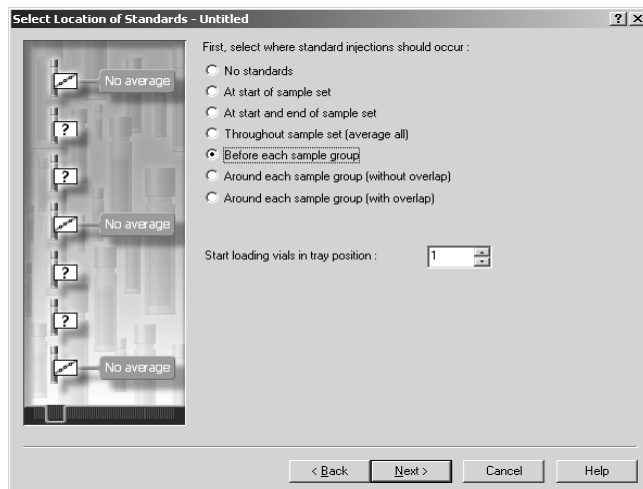 Select Location of Standards - Untitled
First, select where standard injections should occur :
No standards
At start of sample set
At start and end of sample set
Throughout sample set (average all)
Before each sample group
Around each sample group (without overlap)
Around each sample group (with overlap)
Start loading vials in tray position :
1
No average
?
?
No average
?
?
No average
< Back
Next >
Cancel
Help